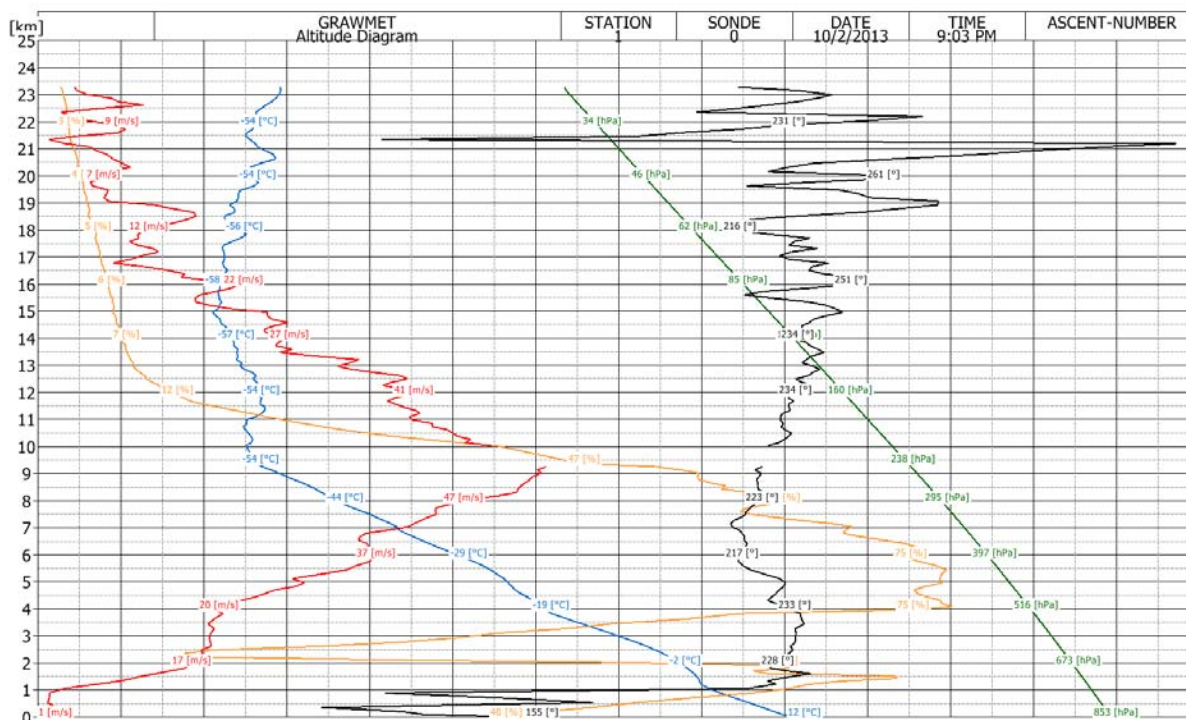 [km] GRAWMET STATION SONDE DATE TIME ASCENT-NUMBER
Altitude Diagram 1 0 10/2/2013 9:03 PM
25
24
23
22 3 [%] 9 [m/s] -54 [°C] 34 [hPa] 231 [°]
21
20 4 7 [m/s] -54 [°C] 46 [hPa] 261 [°]
19
18 5 [%] 12 [m/s] -56 [°C] 62 [hPa] 216 [°]
17
16 6 [%] -58 22 [m/s] 85 [hPa] 251 [°]
15
14 7 [%] -57 [°C] 27 [m/s] 234 [°]
13
12 12 [%] -54 [°C] 41 [m/s] 234 [°] 160 [hPa]
11
10
-54 [°C] 47 [%] 238 [hPa]
9
8 -44 [°C] 47 [m/s] 223 [°] [%] 295 [hPa]
7
6 37 [m/s] -29 [°C] 217 [°] 75 [%] 397 [hPa]
5
4 20 [m/s] -19 [°C] 233 [°] 75 [%] 516 [hPa]
3
2 17 [m/s] -2 [°C] 228 [°] 673 [hPa]
1
0 1 [m/s] 40 [%] 155 [°] 12 [°C] 853 [hPa]